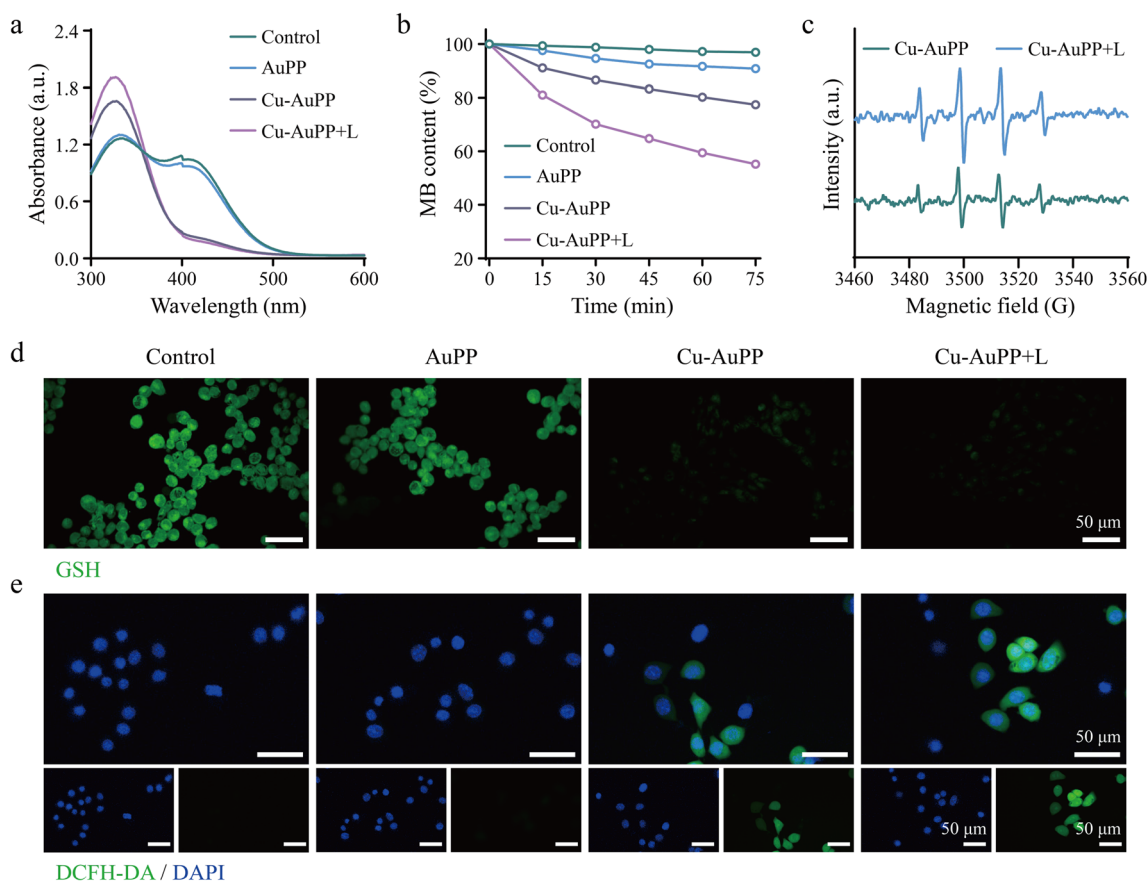 a
2.4
1.8
1.2
0.6
0.0
300
400
500
600
Absorbance (a.u.)
Wavelength (nm)
Control
AuPP
Cu-AuPP
Cu-AuPP+L
b
100
80
60
40
20
0
15
30
45
60
75
MB content (%)
Time (min)
Control
AuPP
Cu-AuPP
Cu-AuPP+L
c
Cu-AuPP
Cu-AuPP+L
Intensity (a.u.)
3460
3480
3500
3520
3540
3560
Magnetic field (G)
d
Control
AuPP
Cu-AuPP
Cu-AuPP+L
50 μm
GSH
e
50 μm
50 μm
50 μm
DCFH-DA / DAPI